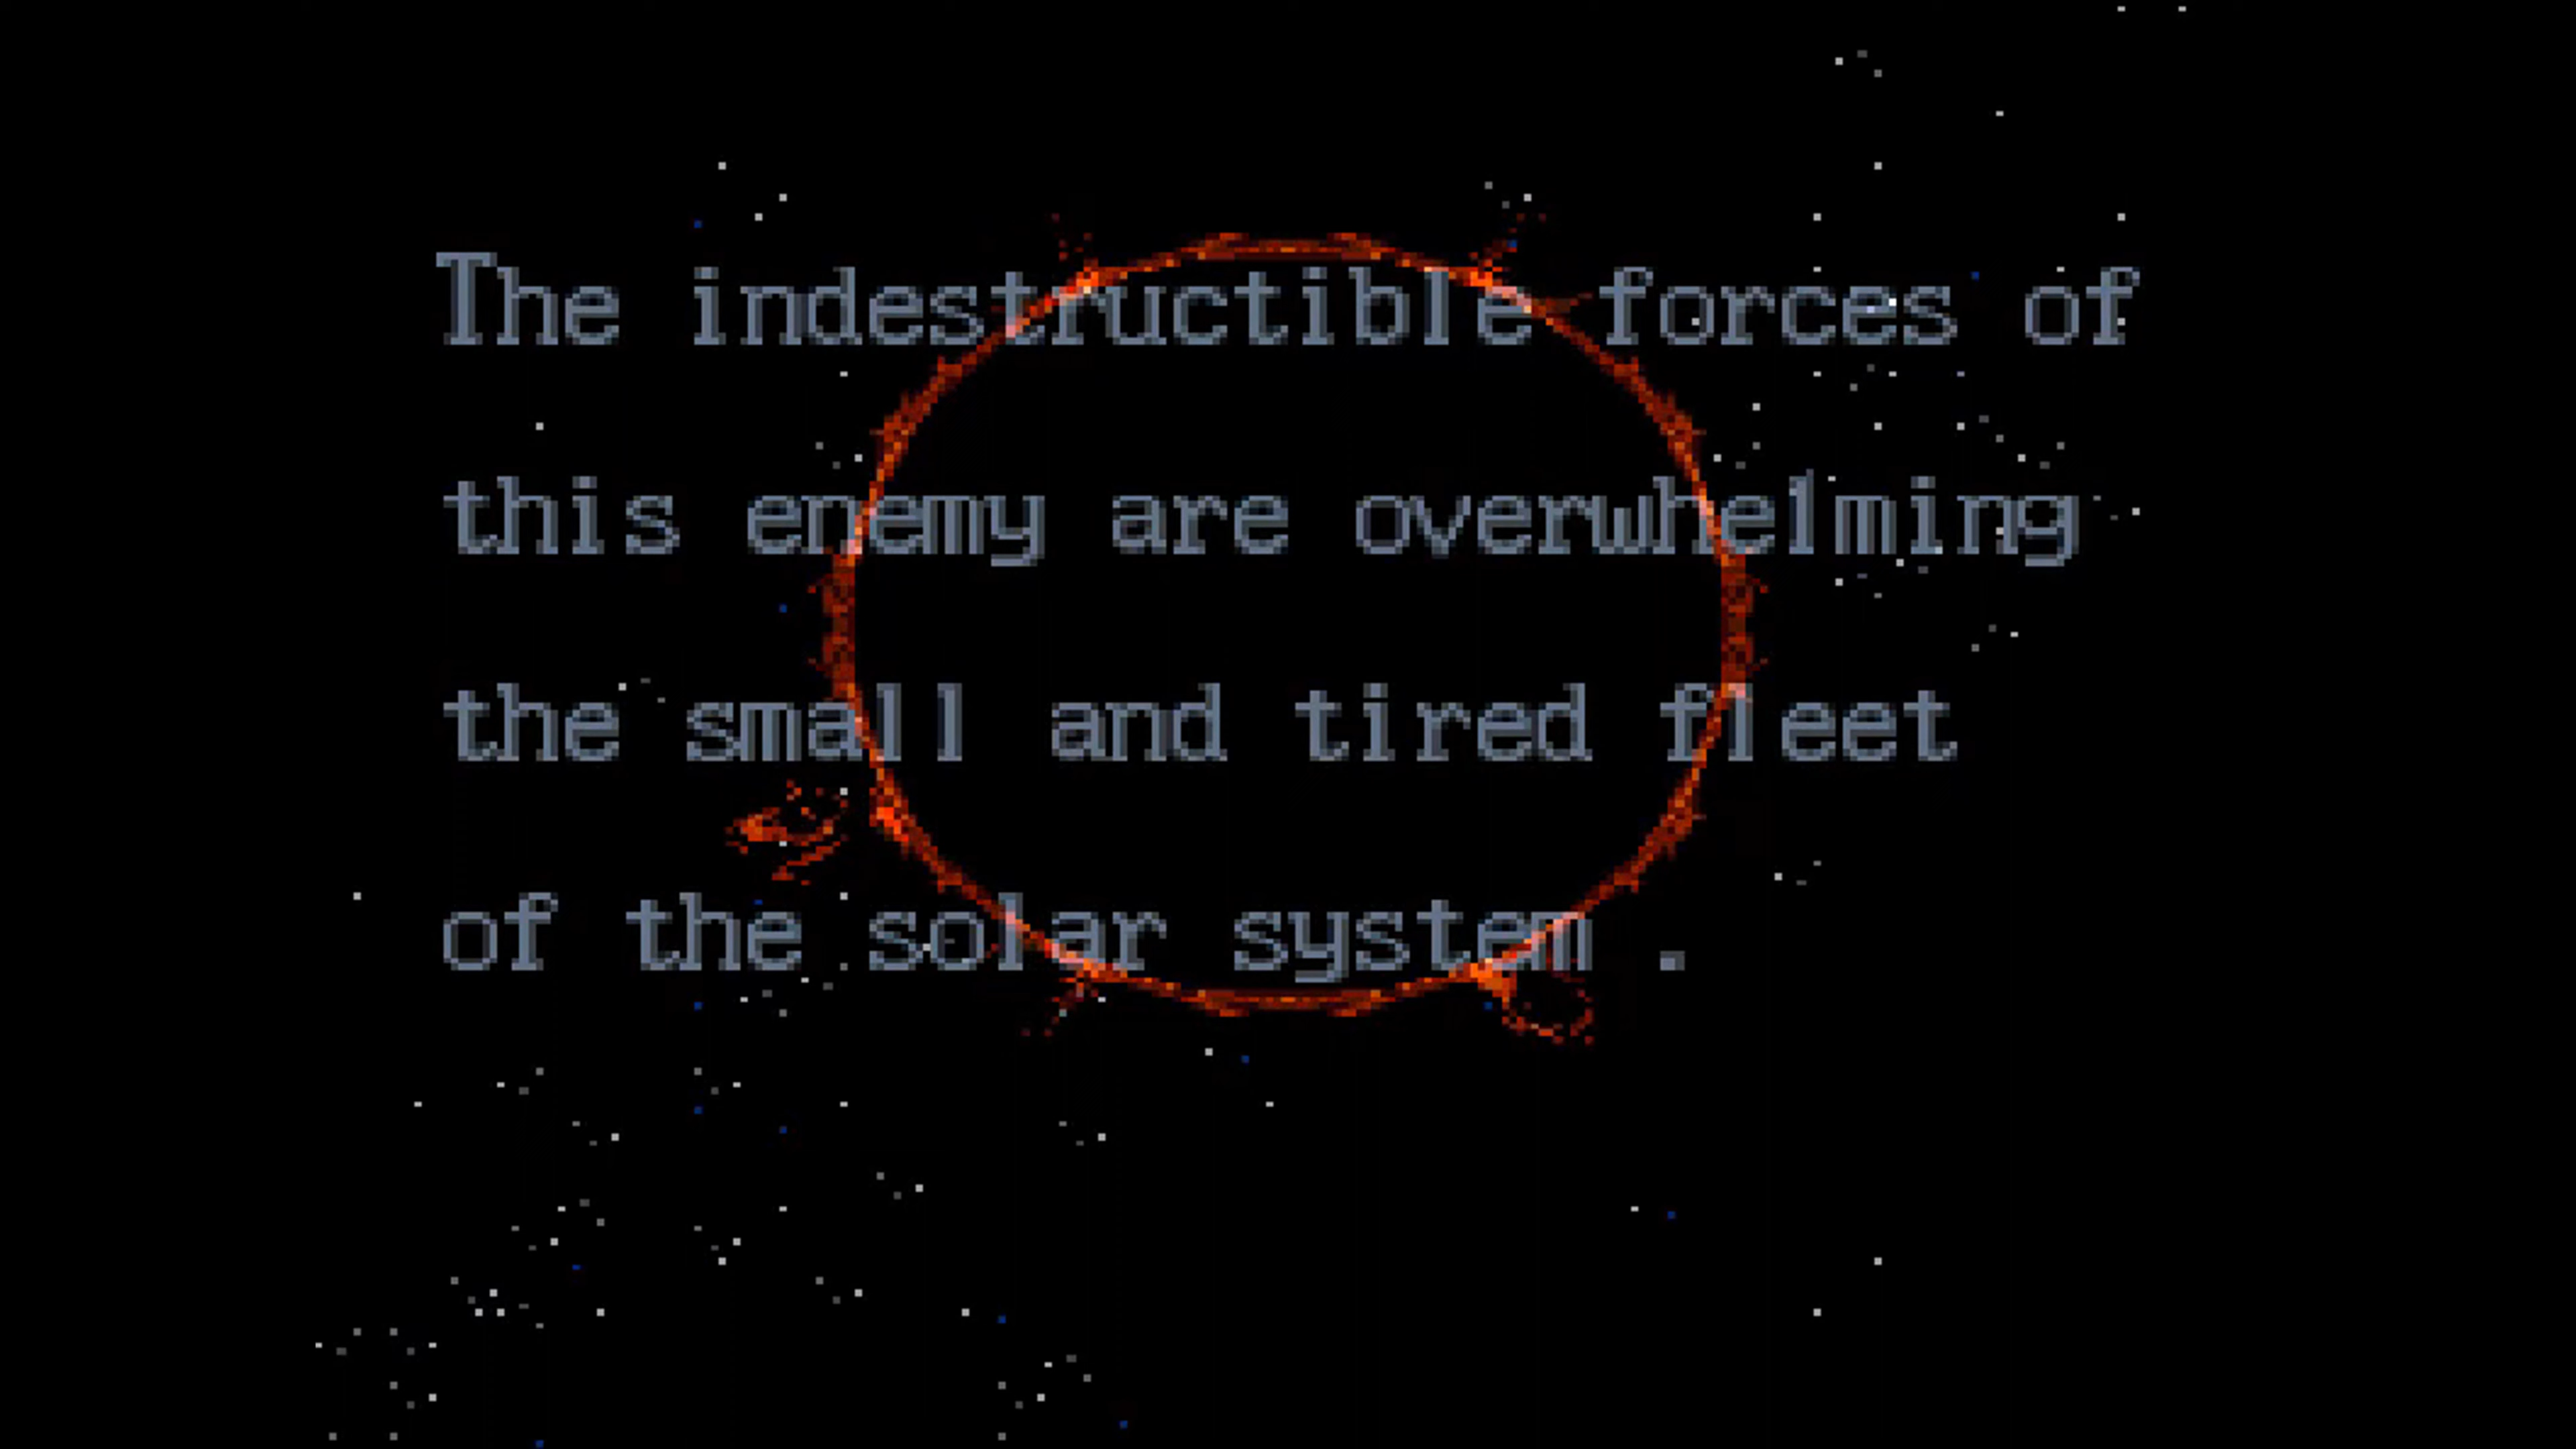 The indestructible forces of
this enemy are overwhelming
the small and tired fleet
of the solar system .